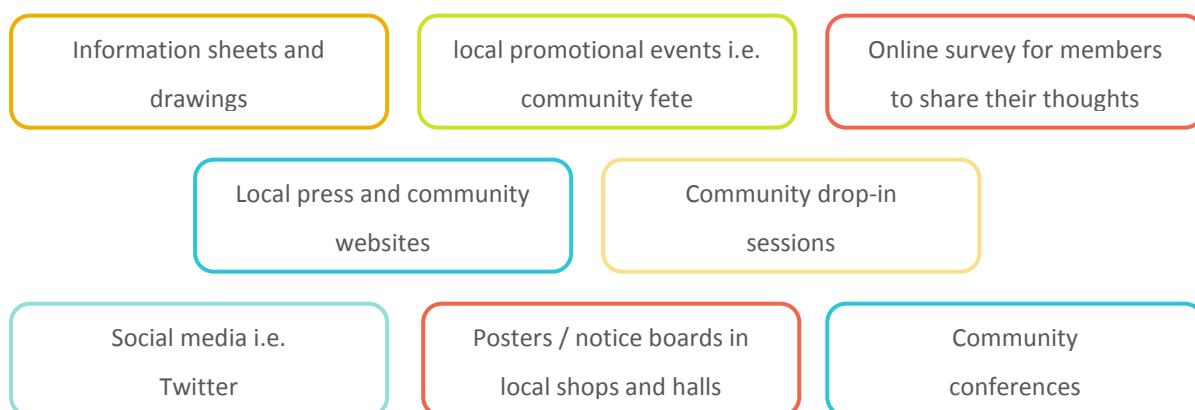 Information sheets and
drawings
local promotional events i.e.
community fete
Online survey for members
to share their thoughts
Local press and community
websites
Community drop-in
sessions
Social media i.e.
Twitter
Posters / notice boards in
local shops and halls
Community
conferences